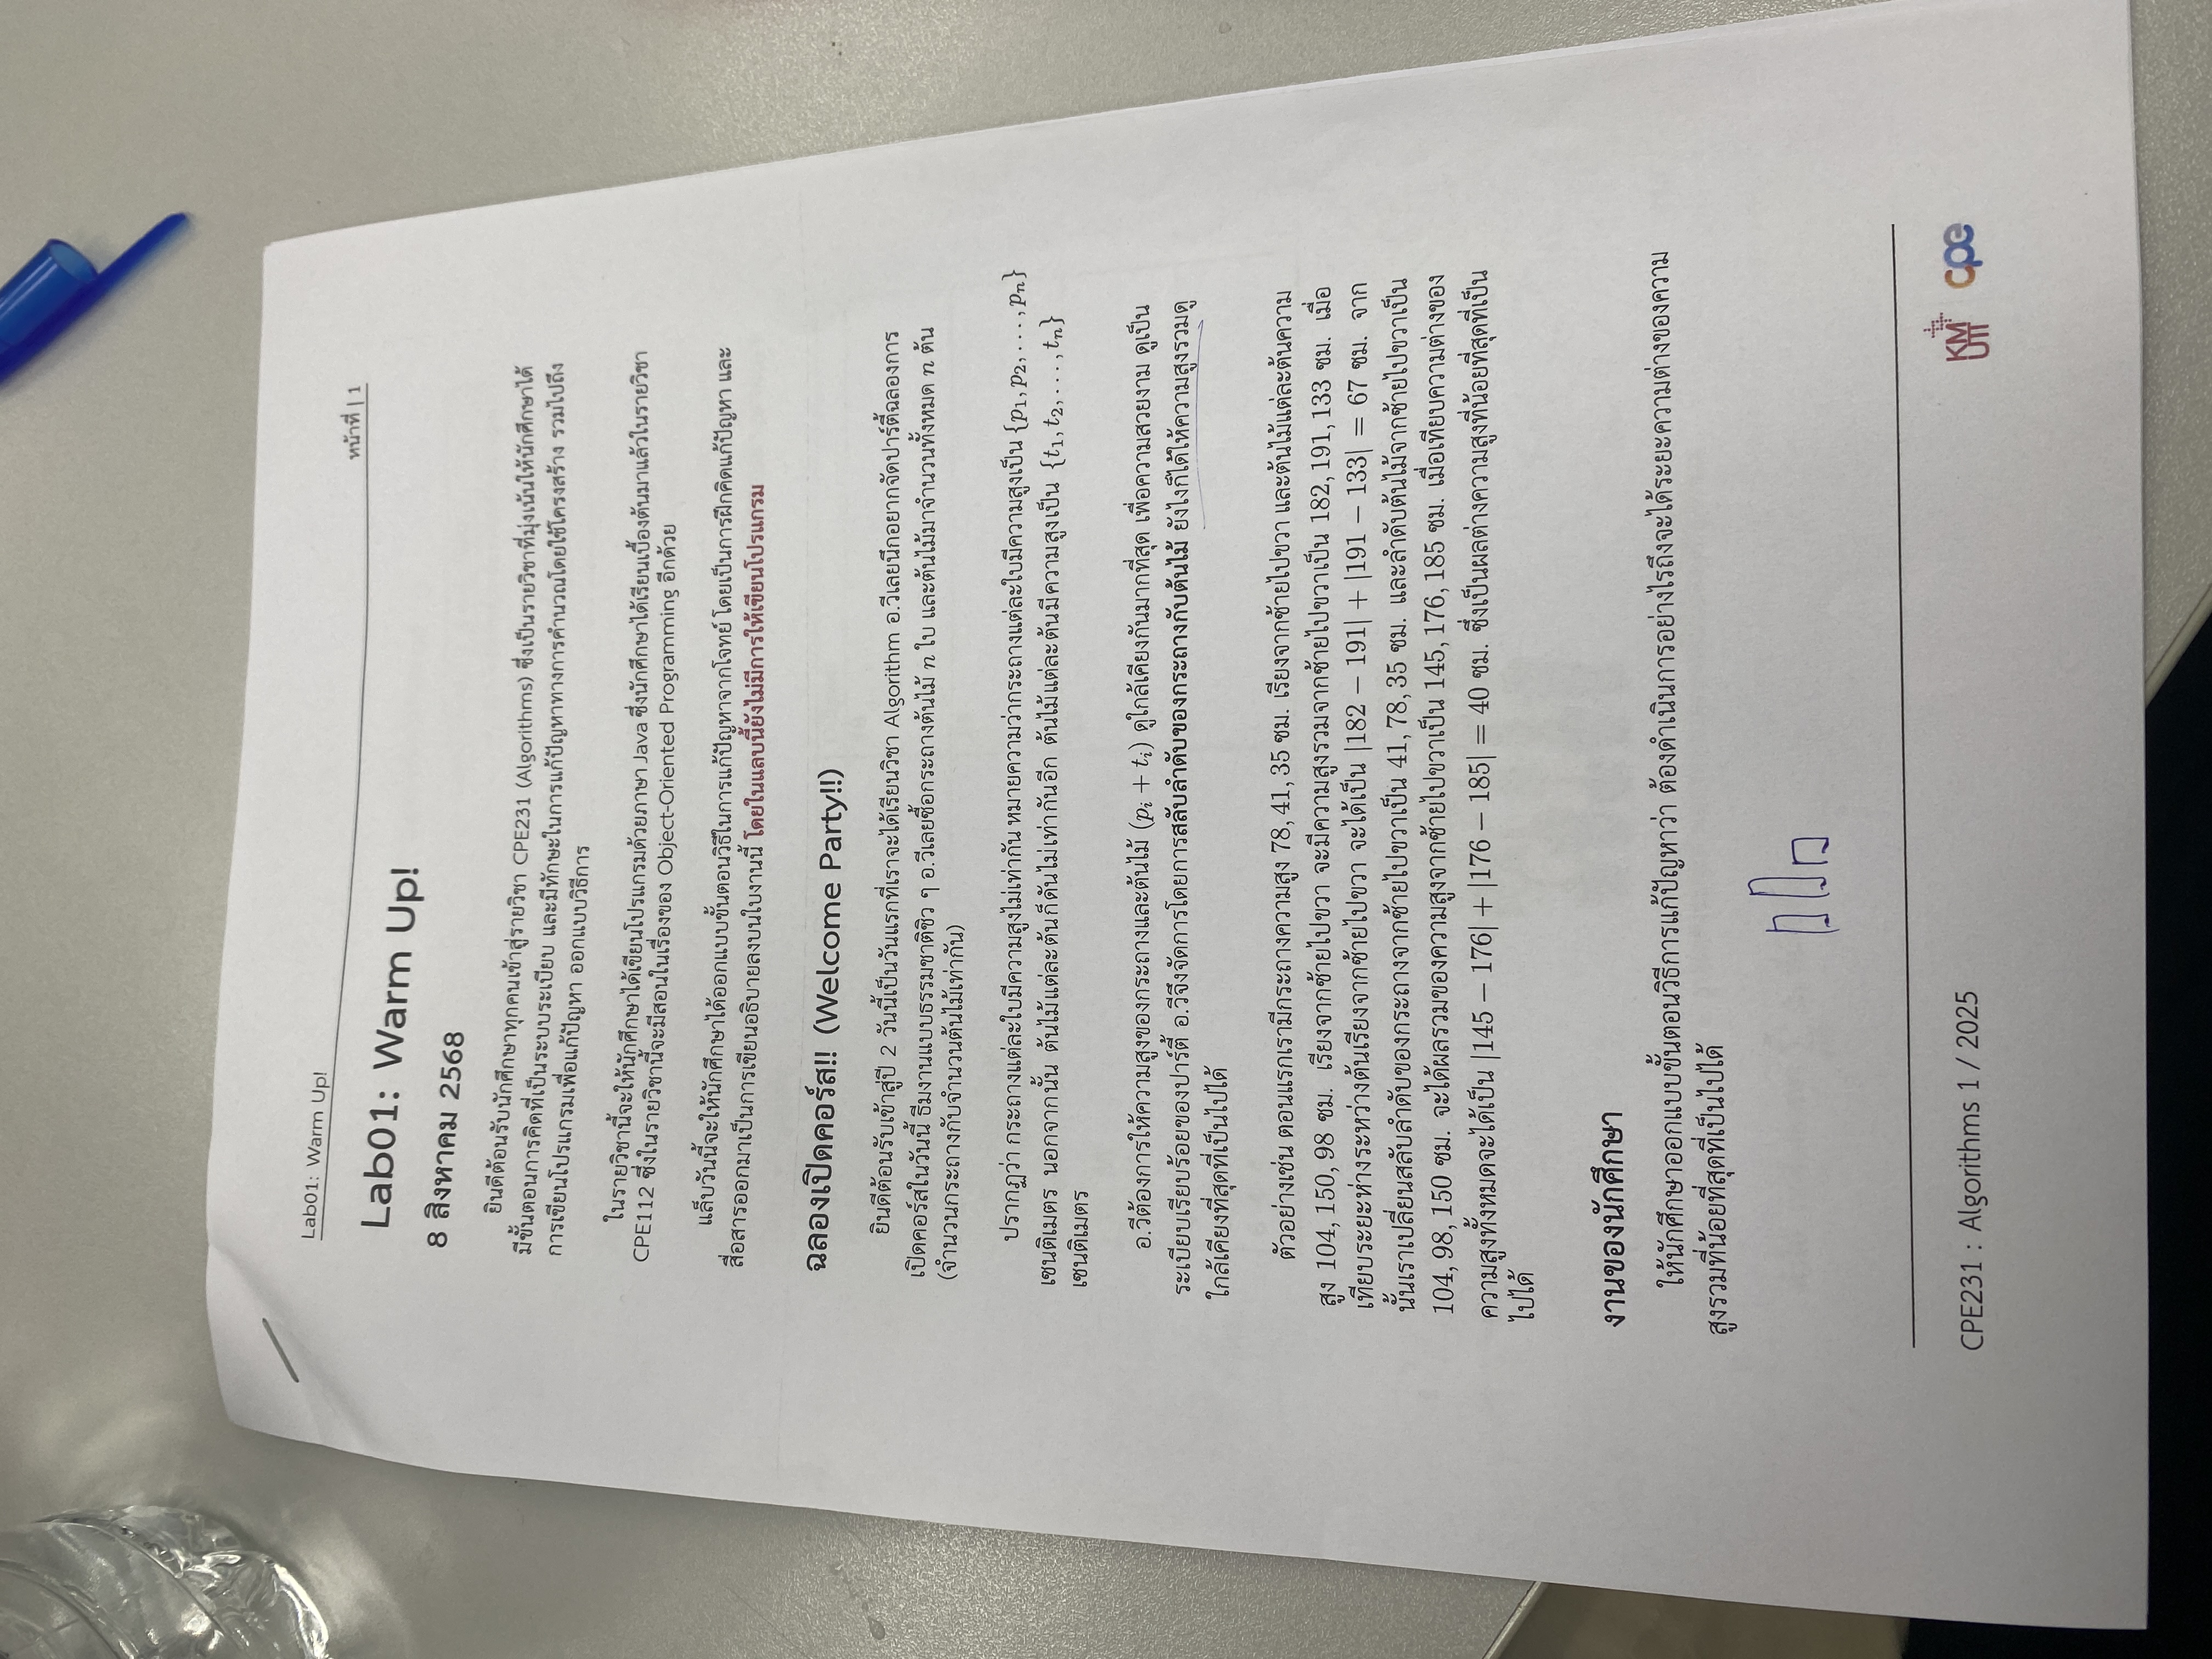 Lab01: Warm Up!
หน้าที่ | 1
Lab01: Warm Up!
8 สิงหาคม 2568
ยินดีต้อนรับนักศึกษาทุกคนเข้าสู่รายวิชา CPE231 (Algorithms) ซึ่งเป็นรายวิชาที่มุ่งเน้นให้นักศึกษาได้
มีขั้นตอนการคิดที่เป็นระบบระเบียบ และมีทักษะในการแก้ปัญหาทางการคำนวณโดยใช้โครงสร้าง รวมไปถึง
การเขียนโปรแกรมเพื่อแก้ปัญหา ออกแบบวิธีการ
ในรายวิชานี้จะให้นักศึกษาได้เขียนโปรแกรมด้วยภาษา Java ซึ่งนักศึกษาได้เรียนเบื้องต้นมาแล้วในรายวิชา
CPE112 ซึ่งในรายวิชานี้จะมีสอนในเรื่องของ Object-Oriented Programming อีกด้วย
แล็บวันนี้จะให้นักศึกษาได้ออกแบบขั้นตอนวิธีในการแก้ปัญหาจากโจทย์ โดยเป็นการฝึกคิดแก้ปัญหา และ
สื่อสารออกมาเป็นการเขียนอธิบายลงบนใบงานนี้ โดยในแลบนี้ยังไม่มีการให้เขียนโปรแกรม
ฉลองเปิดคอร์ส!! (Welcome Party!!)
ยินดีต้อนรับเข้าสู่ปี 2 วันนี้เป็นวันแรกที่เราจะได้เรียนวิชา Algorithm อ.วีเลยนึกอยากจัดปาร์ตี้ฉลองการ
เปิดคอร์สในวันนี้ ธีมงานแบบธรรมชาติชิว ๆ อ.วีเลยซื้อกระถางต้นไม้ n ใบ และต้นไม้มาจำนวนทั้งหมด n ต้น
(จำนวนกระถางกับจำนวนต้นไม้เท่ากัน)
ปรากฏว่า กระถางแต่ละใบมีความสูงไม่เท่ากัน หมายความว่ากระถางแต่ละใบมีความสูงเป็น {p₁, p₂, . . . , pₙ}
เซนติเมตร นอกจากนั้น ต้นไม้แต่ละต้นก็ดันไม่เท่ากันอีก ต้นไม้แต่ละต้นมีความสูงเป็น {t₁, t₂, . . . , tₙ}
เซนติเมตร
อ.วีต้องการให้ความสูงของกระถางและต้นไม้ (pᵢ + tᵢ) ดูใกล้เคียงกันมากที่สุด เพื่อความสวยงาม ดูเป็น
ระเบียบเรียบร้อยของปาร์ตี้ อ.วีจึงจัดการโดยการสลับลำดับของกระถางกับต้นไม้ ยังไงก็ได้ให้ความสูงรวมดู
ใกล้เคียงที่สุดที่เป็นไปได้
ตัวอย่างเช่น ตอนแรกเรามีกระถางความสูง 78, 41, 35 ซม. เรียงจากซ้ายไปขวา และต้นไม้แต่ละต้นความ
สูง 104, 150, 98 ซม. เรียงจากซ้ายไปขวา จะมีความสูงรวมจากซ้ายไปขวาเป็น 182, 191, 133 ซม. เมื่อ
เทียบระยะห่างระหว่างต้นเรียงจากซ้ายไปขวา จะได้เป็น |182 − 191| + |191 − 133| = 67 ซม. จาก
นั้นเราเปลี่ยนสลับลำดับของกระถางจากซ้ายไปขวาเป็น 41, 78, 35 ซม. และลำดับต้นไม้จากซ้ายไปขวาเป็น
104, 98, 150 ซม. จะได้ผลรวมของความสูงจากซ้ายไปขวาเป็น 145, 176, 185 ซม. เมื่อเทียบความต่างของ
ความสูงทั้งหมดจะได้เป็น |145 − 176| + |176 − 185| = 40 ซม. ซึ่งเป็นผลต่างความสูงที่น้อยที่สุดที่เป็น
ไปได้
งานของนักศึกษา
ให้นักศึกษาออกแบบขั้นตอนวิธีการแก้ปัญหาว่า ต้องดำเนินการอย่างไรถึงจะได้ระยะความต่างของความ
สูงรวมที่น้อยที่สุดที่เป็นไปได้
CPE231 : Algorithms 1 / 2025
KMUTT cpe